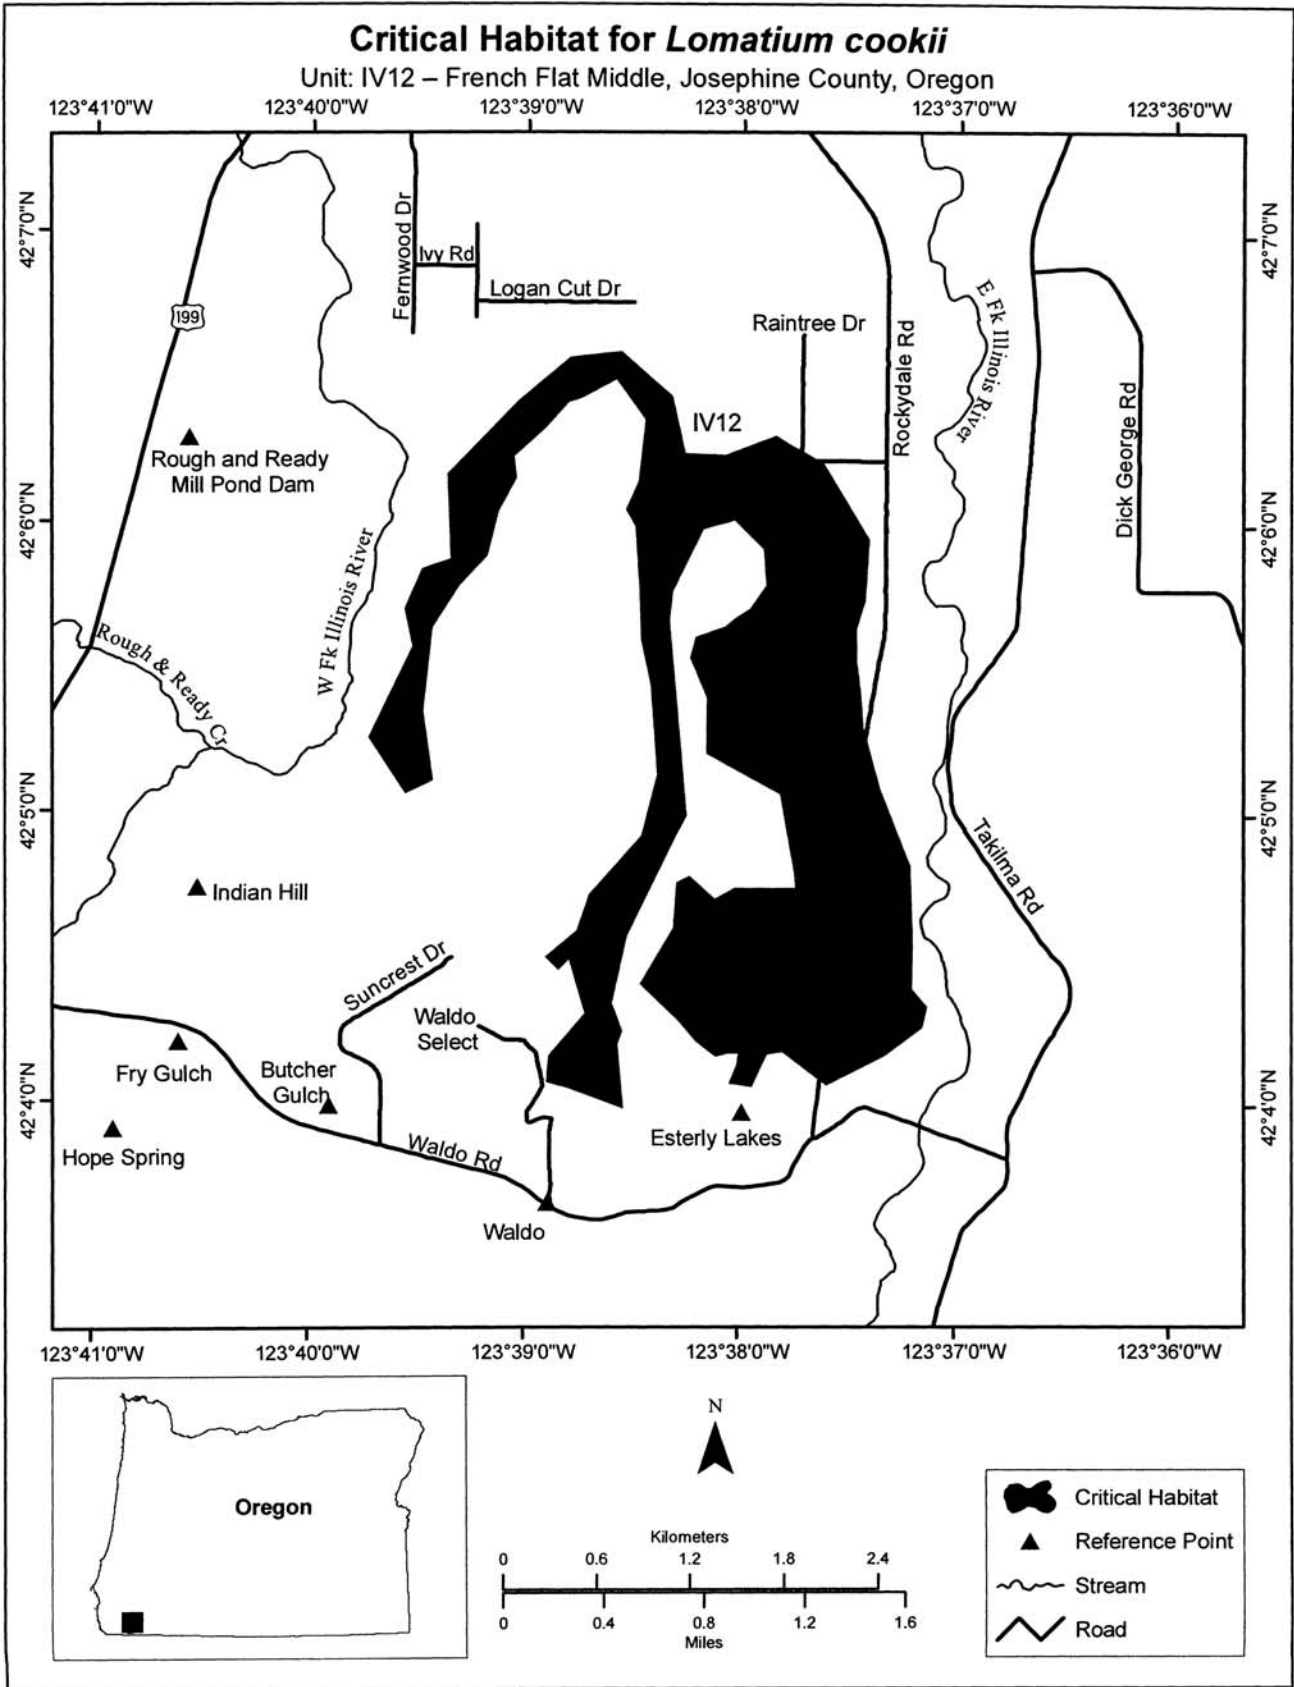 Critical Habitat for Lomatium cookii
Unit: IV12 – French Flat Middle, Josephine County, Oregon
123°41'0"W
123°40'0"W
123°39'0"W
123°38'0"W
123°37'0"W
123°36'0"W
42°7'0"N
42°7'0"N
Fernwood Dr
Ivy Rd
Logan Cut Dr
199
Raintree Dr
Rockydale Rd
E Fk Illinois River
Dick George Rd
IV12
Rough and Ready
Mill Pond Dam
42°6'0"N
42°6'0"N
W Fk Illinois River
Rough & Ready Cr
42°5'0"N
42°5'0"N
Takilma Rd
Indian Hill
Suncrest Dr
Waldo
Select
Fry Gulch
Butcher
Gulch
42°4'0"N
42°4'0"N
Hope Spring
Waldo Rd
Esterly Lakes
Waldo
123°41'0"W
123°40'0"W
123°39'0"W
123°38'0"W
123°37'0"W
123°36'0"W
Oregon
N
Kilometers
0 0.6 1.2 1.8 2.4
0 0.4 0.8 1.2 1.6
Miles
Critical Habitat
Reference Point
Stream
Road